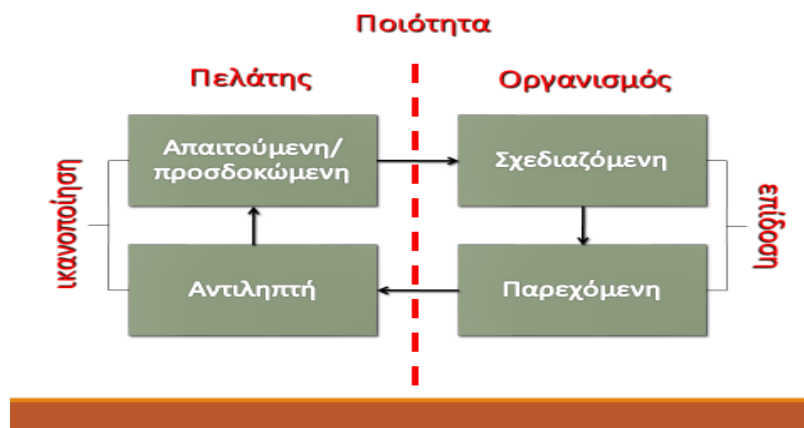 Ποιότητα
Πελάτης
Οργανισμός
ικανοποίηση
Απαιτούμενη/
προσδοκώμενη
Σχεδιαζόμενη
επίδοση
Αντιληπτή
Παρεχόμενη